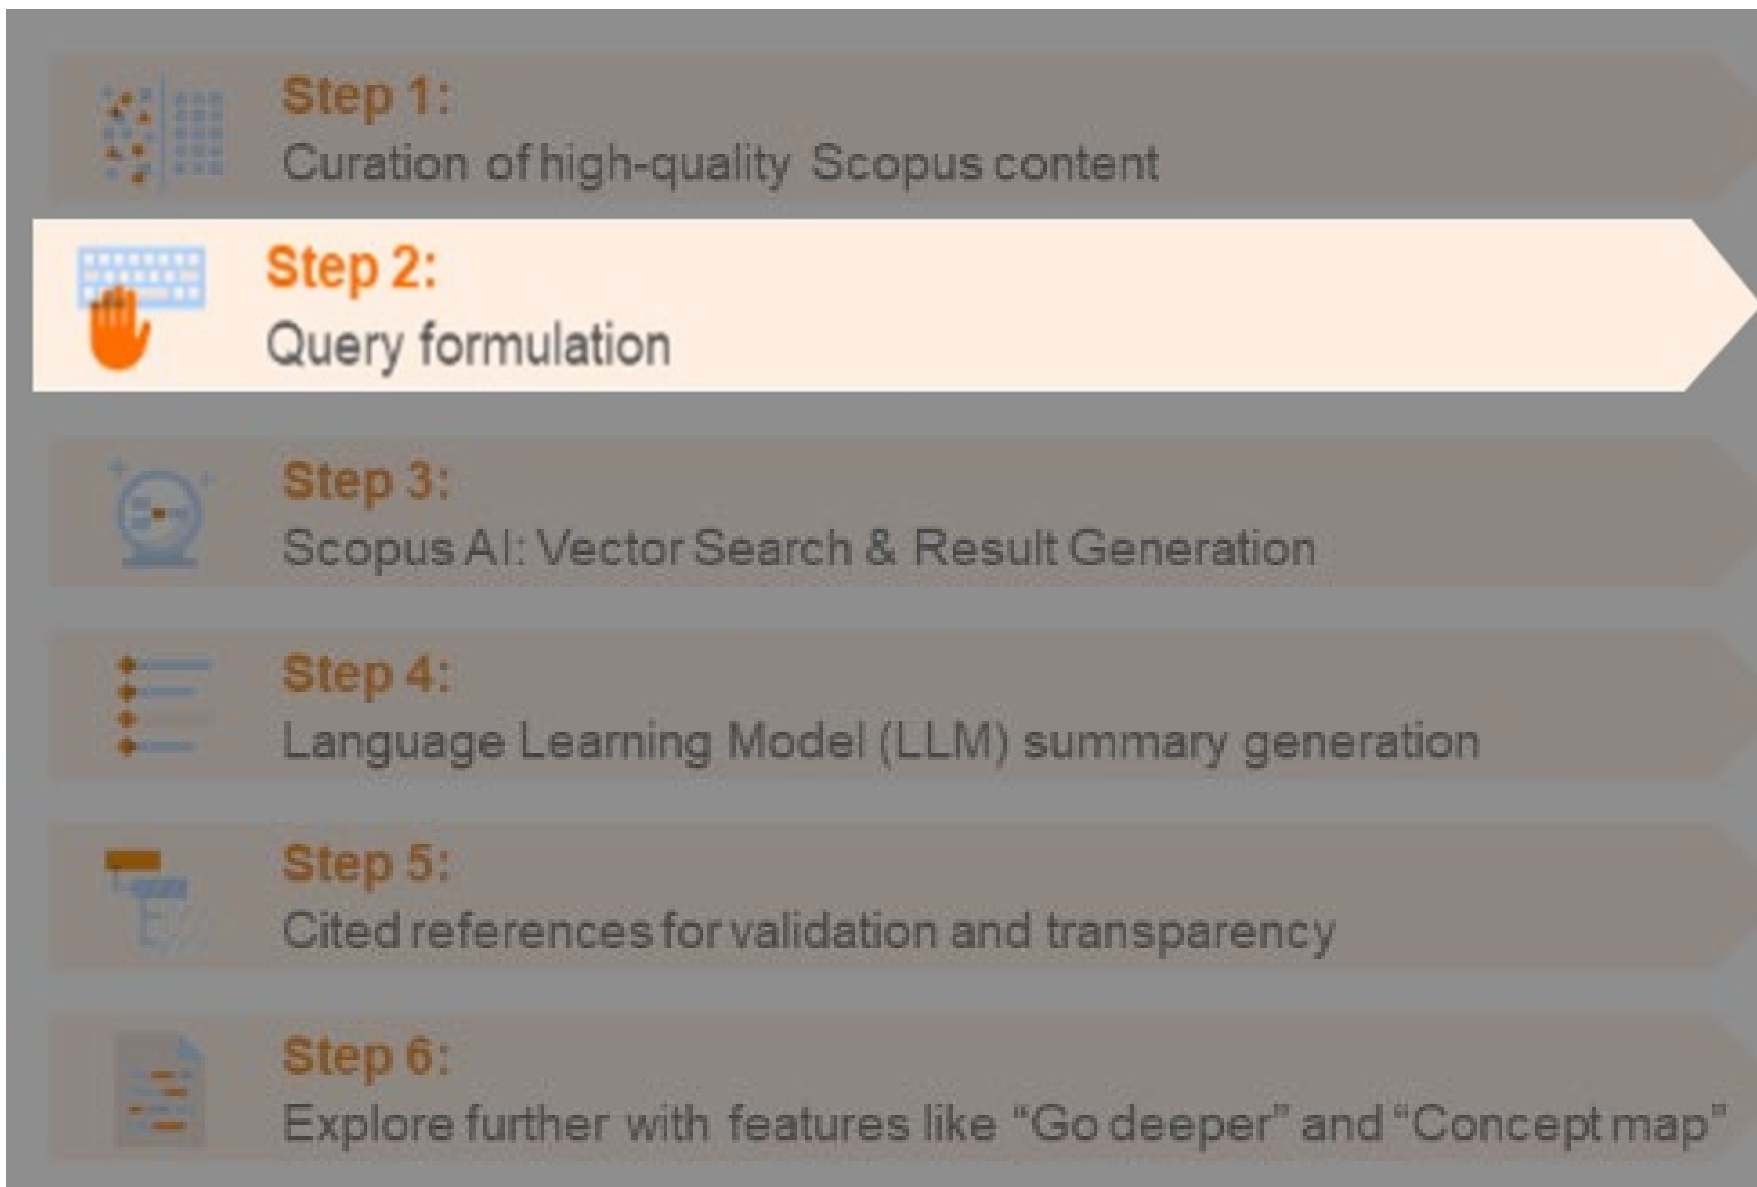 Step 1:
Curation of high-quality Scopus content
Step 2:
Query formulation
Step 3:
Scopus AI: Vector Search & Result Generation
Step 4:
Language Learning Model (LLM) summary generation
Step 5:
Cited references for validation and transparency
Step 6:
Explore further with features like “Go deeper” and “Concept map”